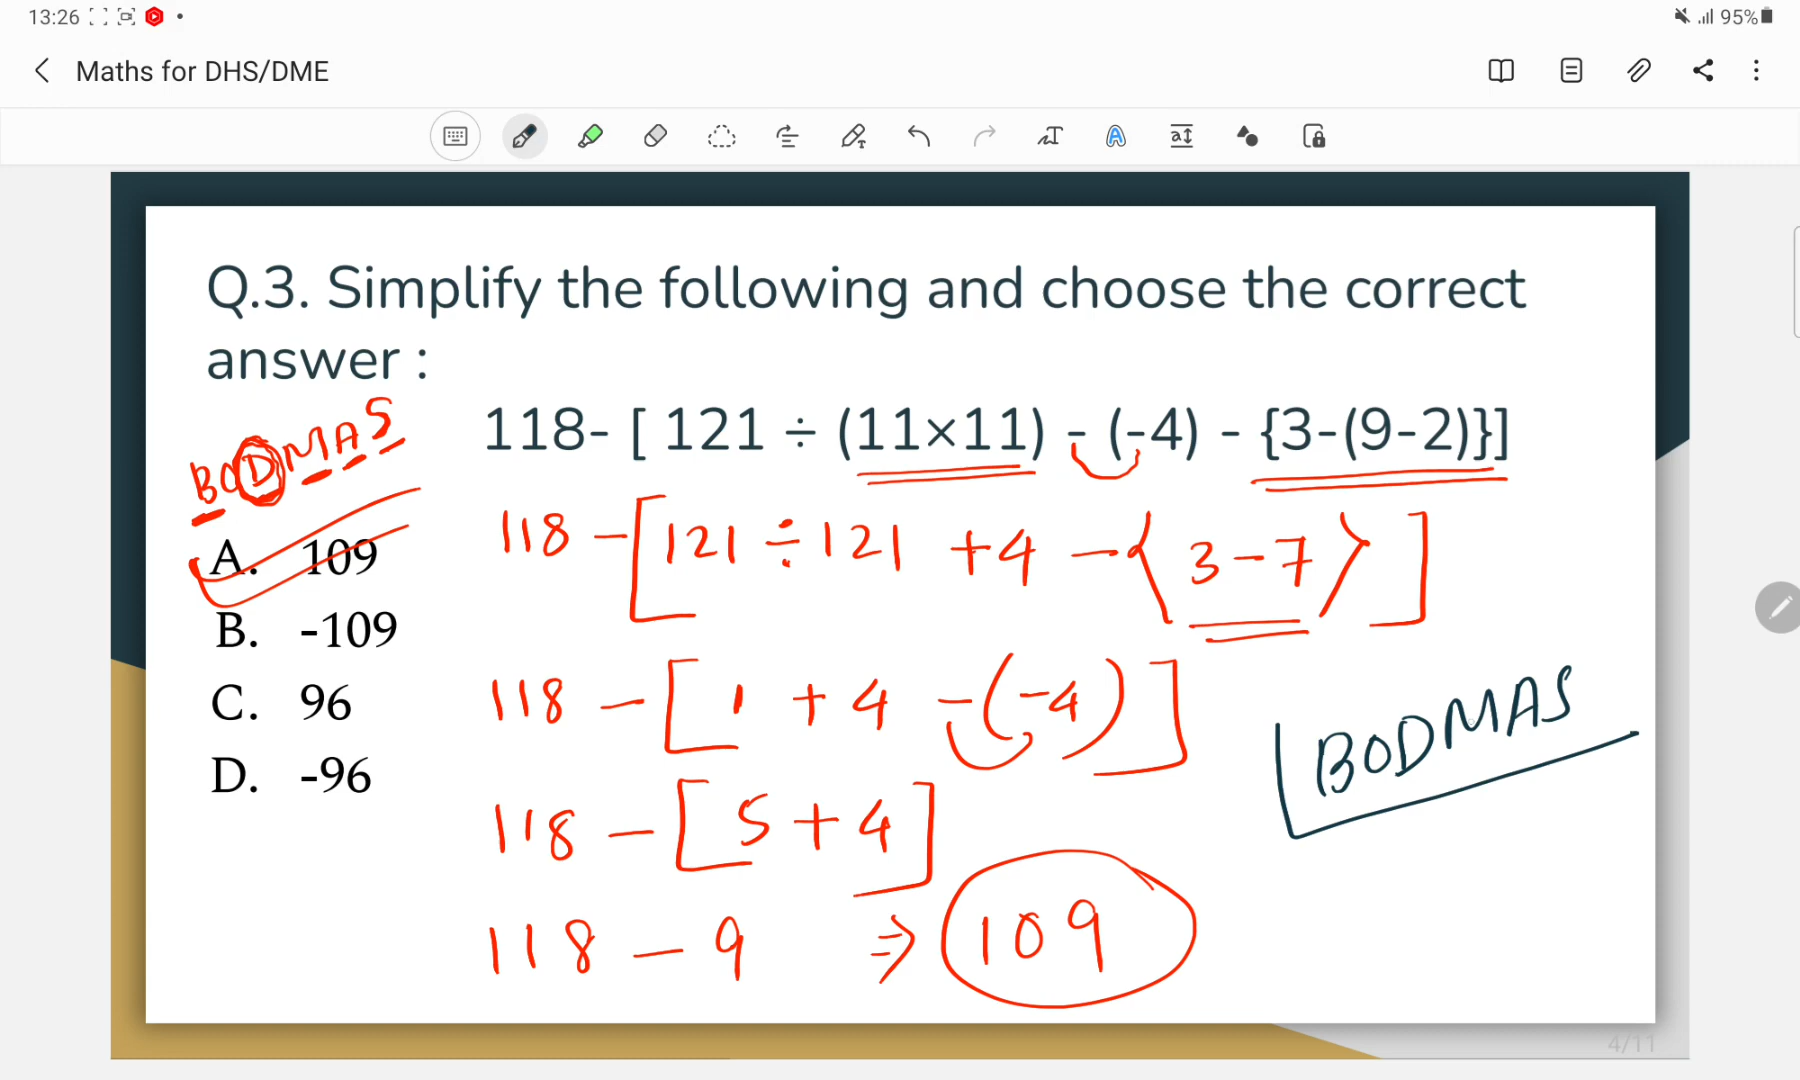 13:26
95%
Maths for DHS/DME
Q.3. Simplify the following and choose the correct
answer :
118- [ 121 ÷ (11×11) - (-4) - {3-(9-2)}]
BODMAS
A. 109
B. -109
C. 96
D. -96
118 - [121 ÷ 121 + 4 - {3 - 7}]
118 - [1 + 4 - (-4)]
118 - [5 + 4]
118 - 9 ⇒ 109
BODMAS
4/11